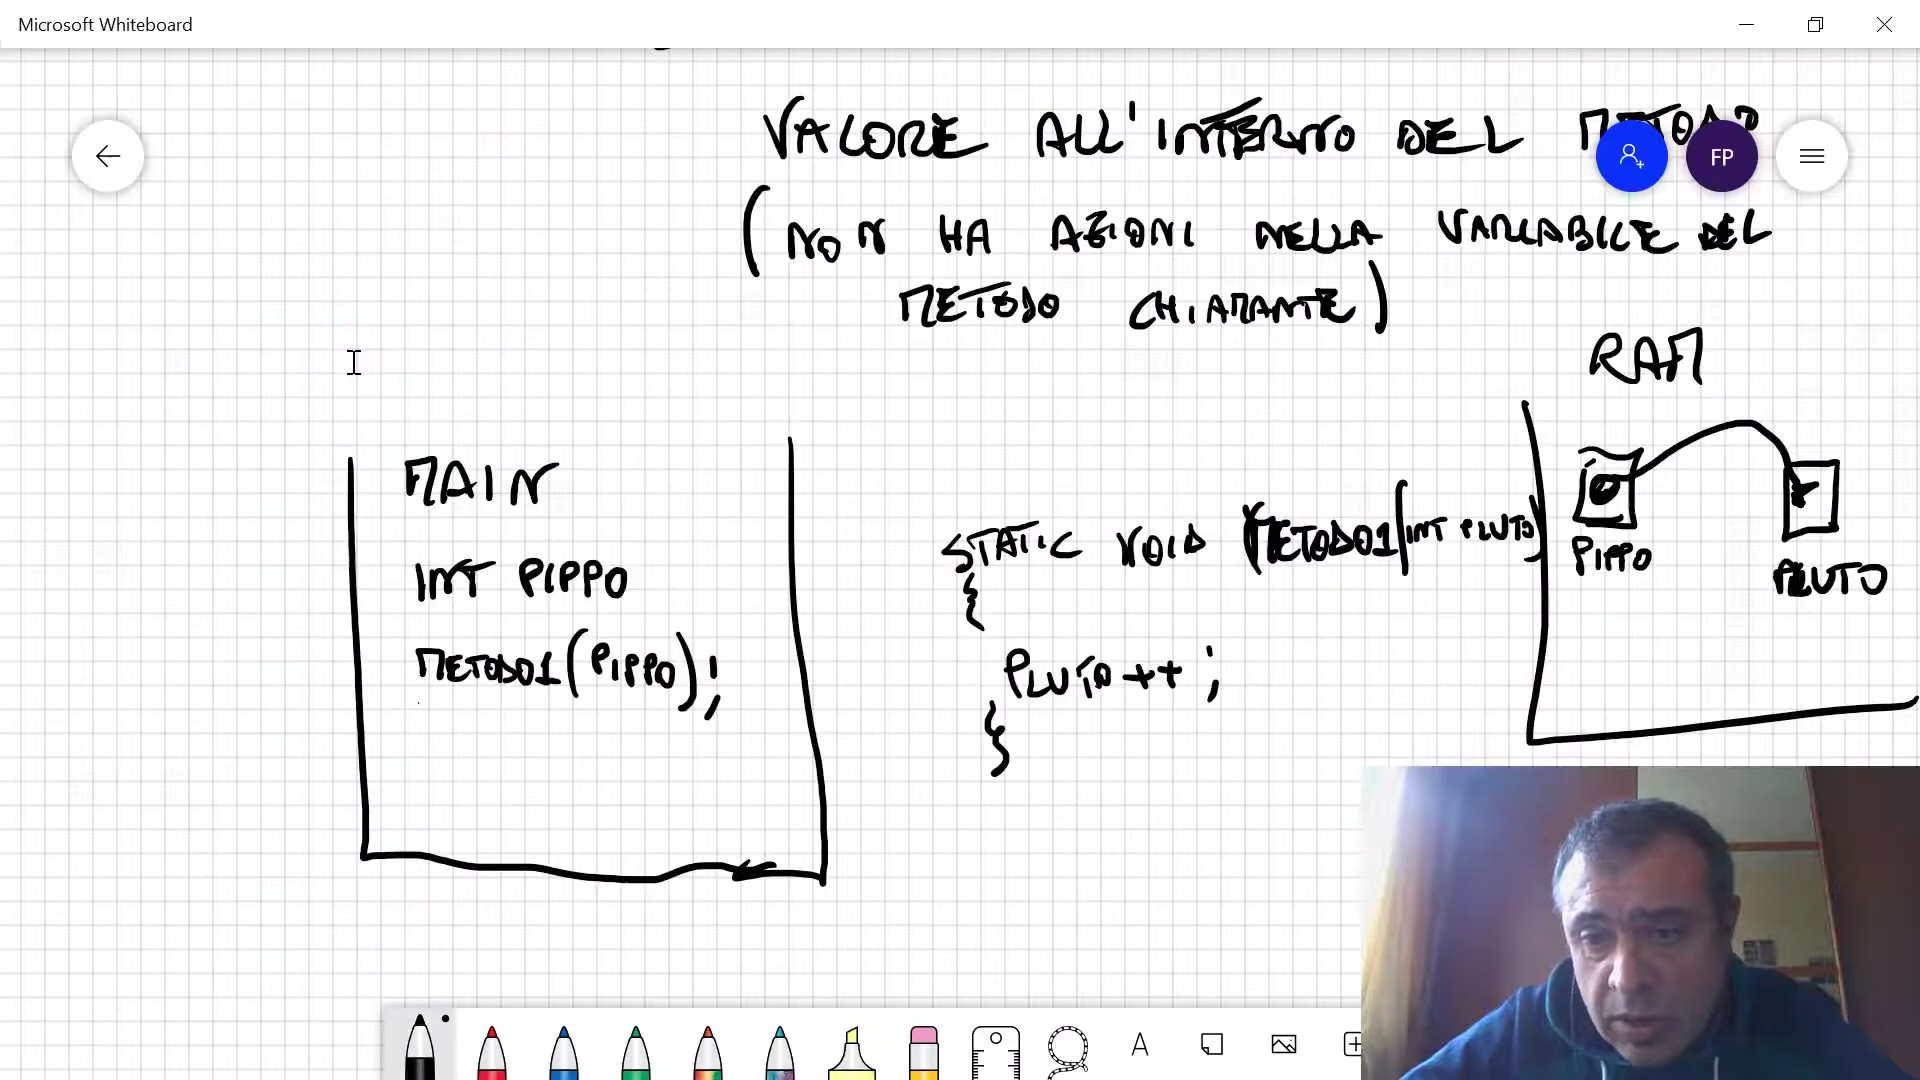 Microsoft Whiteboard
VALORE ALL'INTERNO DEL METODO
FP
(NON HA AZIONI NELLA VARIABILE DEL
METODO CHIAMANTE)
RAM
MAIN
INT PIPPO
METODO1(PIPPO);
STATIC VOID METODO1(INT PLUTO)
{
PLUTO++;
}
PIPPO
PLUTO
A